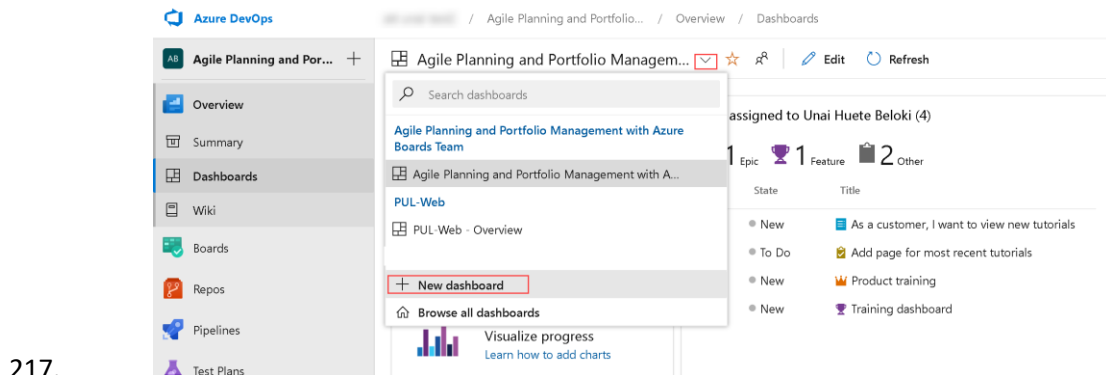 Azure DevOps
/ Agile Planning and Portfolio... / Overview / Dashboards
AB Agile Planning and Por... +
Agile Planning and Portfolio Managem...
Edit
Refresh
Overview
Summary
Dashboards
Wiki
Boards
Repos
Pipelines
Test Plans
Search dashboards
Agile Planning and Portfolio Management with Azure
Boards Team
Agile Planning and Portfolio Management with A...
PUL-Web
PUL-Web - Overview
+ New dashboard
Browse all dashboards
Visualize progress
Learn how to add charts
assigned to Unai Huete Beloki (4)
1 Epic 1 Feature 2 Other
State Title
New As a customer, I want to view new tutorials
To Do Add page for most recent tutorials
New Product training
New Training dashboard
217.